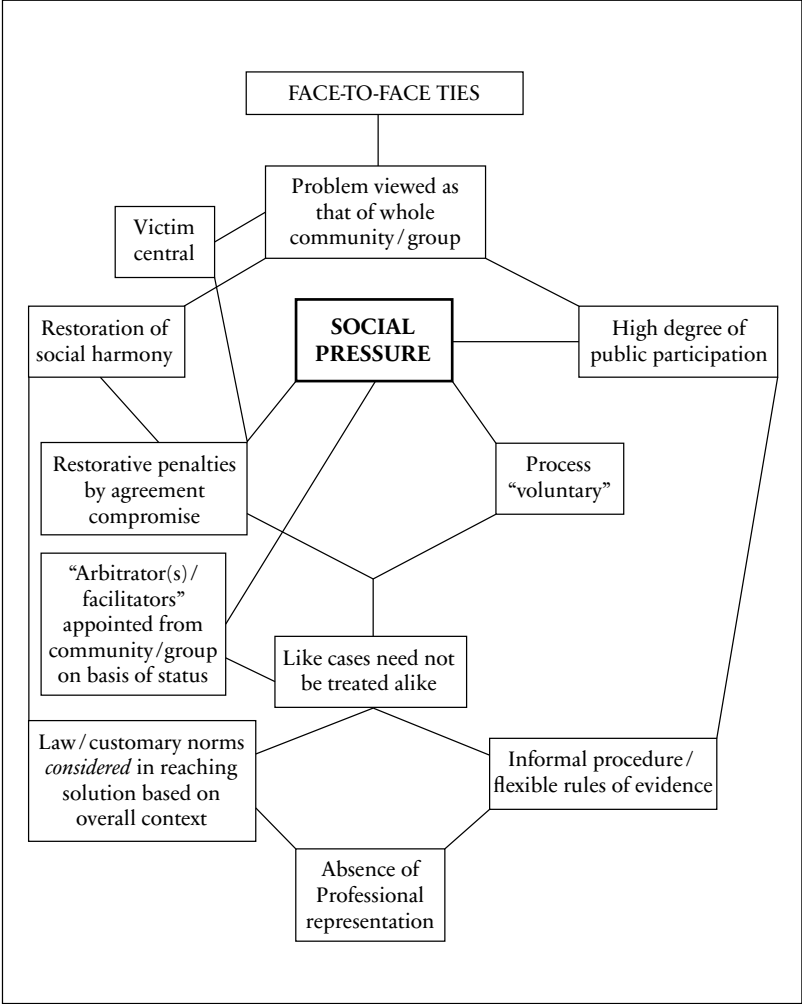 FACE-TO-FACE TIES
Problem viewed as
that of whole
community/group
Victim
central
Restoration of
social harmony
SOCIAL
PRESSURE
High degree of
public participation
Restorative penalties
by agreement
compromise
Process
“voluntary”
“Arbitrator(s)/
facilitators”
appointed from
community/group
on basis of status
Like cases need not
be treated alike
Law/customary norms
considered in reaching
solution based on
overall context
Informal procedure/
flexible rules of evidence
Absence of
Professional
representation